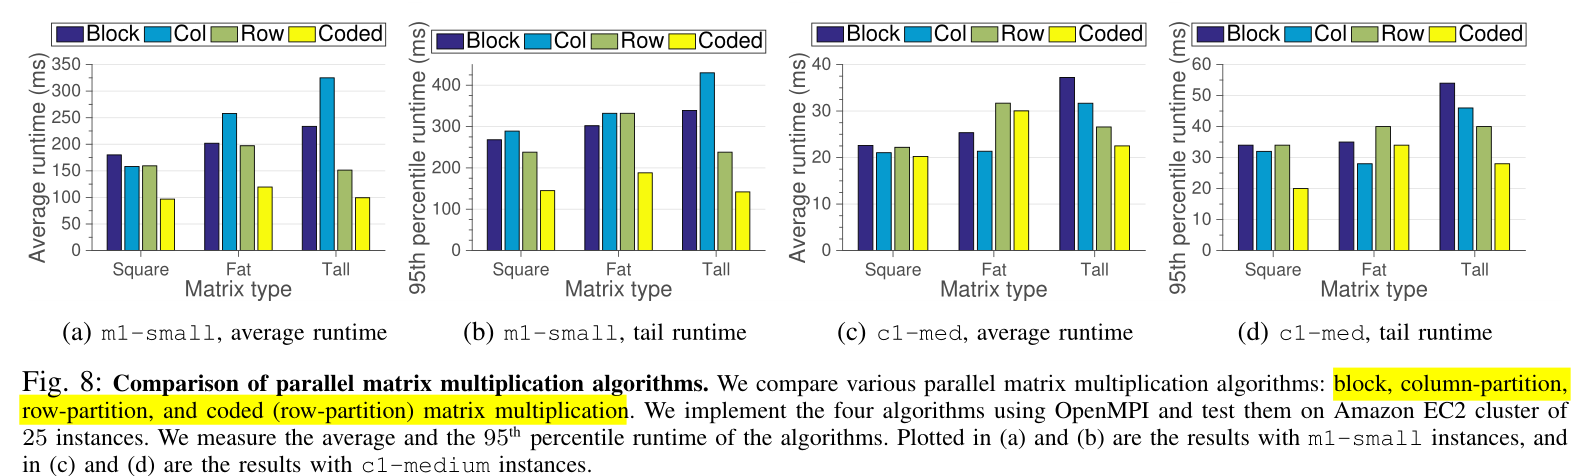 Block Col Row Coded
Average runtime (ms)
350
300
250
200
150
100
50
0
Square Fat Tall
Matrix type
(a) m1-small, average runtime
Block Col Row Coded
95th percentile runtime (ms)
400
300
200
100
0
Square Fat Tall
Matrix type
(b) m1-small, tail runtime
Block Col Row Coded
Average runtime (ms)
40
30
20
10
0
Square Fat Tall
Matrix type
(c) c1-med, average runtime
Block Col Row Coded
95th percentile runtime (ms)
60
50
40
30
20
10
0
Square Fat Tall
Matrix type
(d) c1-med, tail runtime
Fig. 8: Comparison of parallel matrix multiplication algorithms. We compare various parallel matrix multiplication algorithms: block, column-partition,
row-partition, and coded (row-partition) matrix multiplication. We implement the four algorithms using OpenMPI and test them on Amazon EC2 cluster of
25 instances. We measure the average and the 95th percentile runtime of the algorithms. Plotted in (a) and (b) are the results with m1-small instances, and
in (c) and (d) are the results with c1-medium instances.